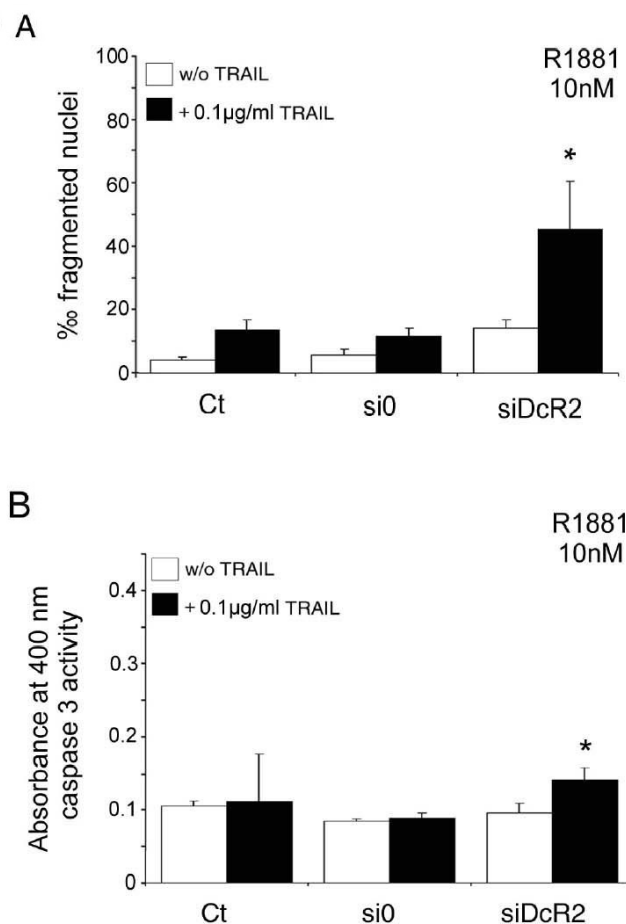 A
R1881
10nM
w/o TRAIL
+ 0.1µg/ml TRAIL
*
‰ fragmented nuclei
100
80
60
40
20
0
Ct si0 siDcR2
B
R1881
10nM
w/o TRAIL
+ 0.1µg/ml TRAIL
*
Absorbance at 400 nm
caspase 3 activity
0.4
0.3
0.2
0.1
0
Ct si0 siDcR2